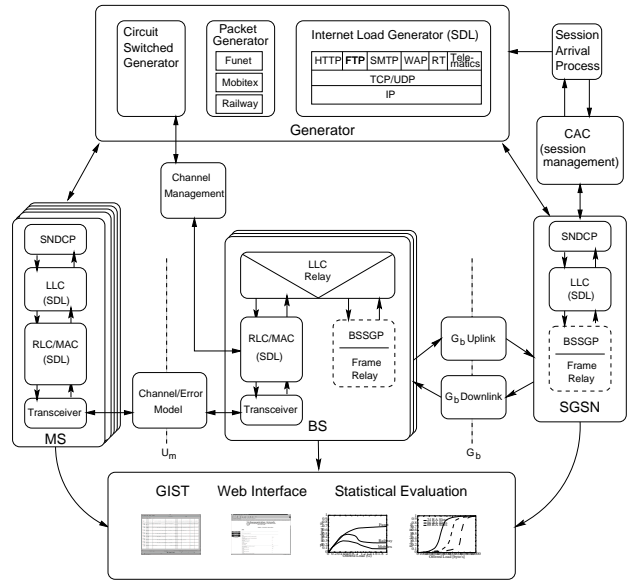 Circuit
Switched
Generator
Packet
Generator
Funet
Mobitex
Railway
Internet Load Generator (SDL)
HTTP FTP SMTP WAP RT Tele-
matics
TCP/UDP
IP
Generator
Session
Arrival
Process
CAC
(session
management)
Channel
Management
SNDCP
LLC
(SDL)
RLC/MAC
(SDL)
Transceiver
MS
Channel/Error
Model
Um
LLC
Relay
RLC/MAC
(SDL)
BSSGP
Frame
Relay
Transceiver
BS
Gb Uplink
Gb Downlink
Gb
SNDCP
LLC
(SDL)
BSSGP
Frame
Relay
SGSN
GIST
Web Interface
Statistical Evaluation